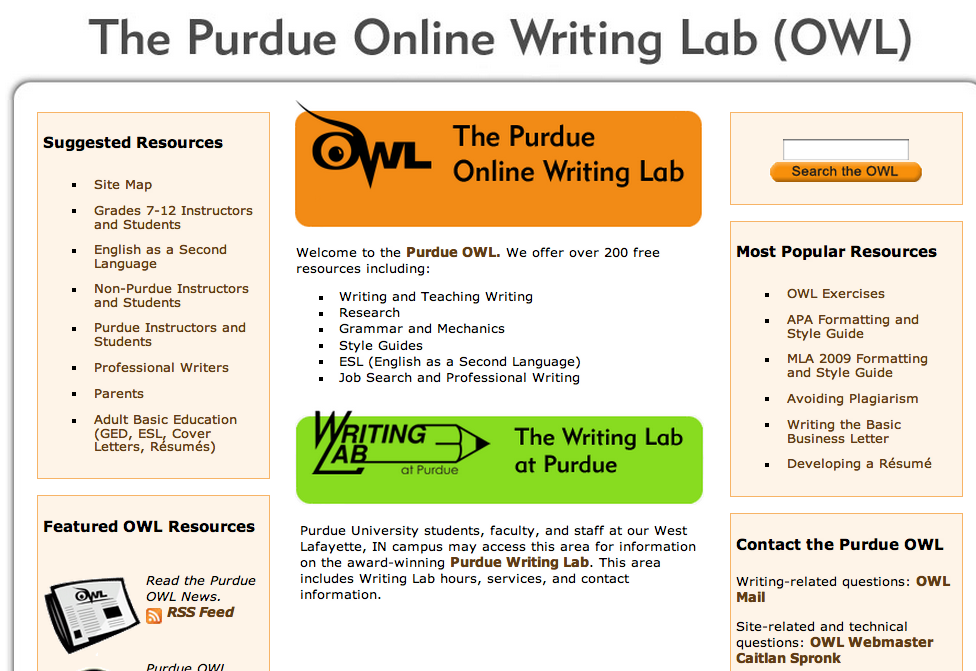 The Purdue Online Writing Lab (OWL)
Suggested Resources
Site Map
Grades 7-12 Instructors
and Students
English as a Second
Language
Non-Purdue Instructors
and Students
Purdue Instructors and
Students
Professional Writers
Parents
Adult Basic Education
(GED, ESL, Cover
Letters, Résumés)
Featured OWL Resources
OWL
Read the Purdue
OWL News.
RSS Feed
Purdue OWL
OWL
The Purdue
Online Writing Lab
Welcome to the Purdue OWL. We offer over 200 free
resources including:
Writing and Teaching Writing
Research
Grammar and Mechanics
Style Guides
ESL (English as a Second Language)
Job Search and Professional Writing
WRITING
LAB
at Purdue
The Writing Lab
at Purdue
Purdue University students, faculty, and staff at our West
Lafayette, IN campus may access this area for information
on the award-winning Purdue Writing Lab. This area
includes Writing Lab hours, services, and contact
information.
Search the OWL
Most Popular Resources
OWL Exercises
APA Formatting and
Style Guide
MLA 2009 Formatting
and Style Guide
Avoiding Plagiarism
Writing the Basic
Business Letter
Developing a Résumé
Contact the Purdue OWL
Writing-related questions: OWL
Mail
Site-related and technical
questions: OWL Webmaster
Caitlan Spronk